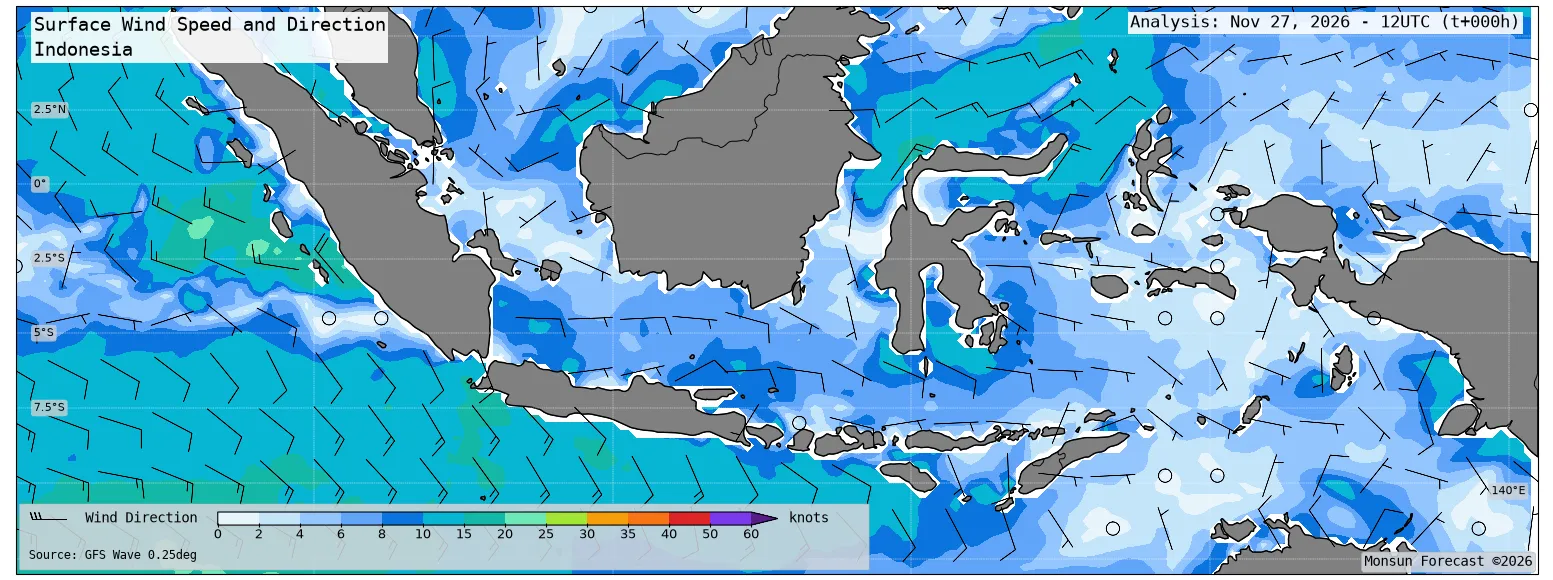 Surface Wind Speed and Direction
Indonesia
Analysis: Nov 27, 2026 - 12UTC (t+000h)
2.5°N
0°
2.5°S
5°S
7.5°S
140°E
Wind Direction
knots
0 2 4 6 8 10 15 20 25 30 35 40 50 60
Source: GFS Wave 0.25deg
Monsun Forecast ©2026